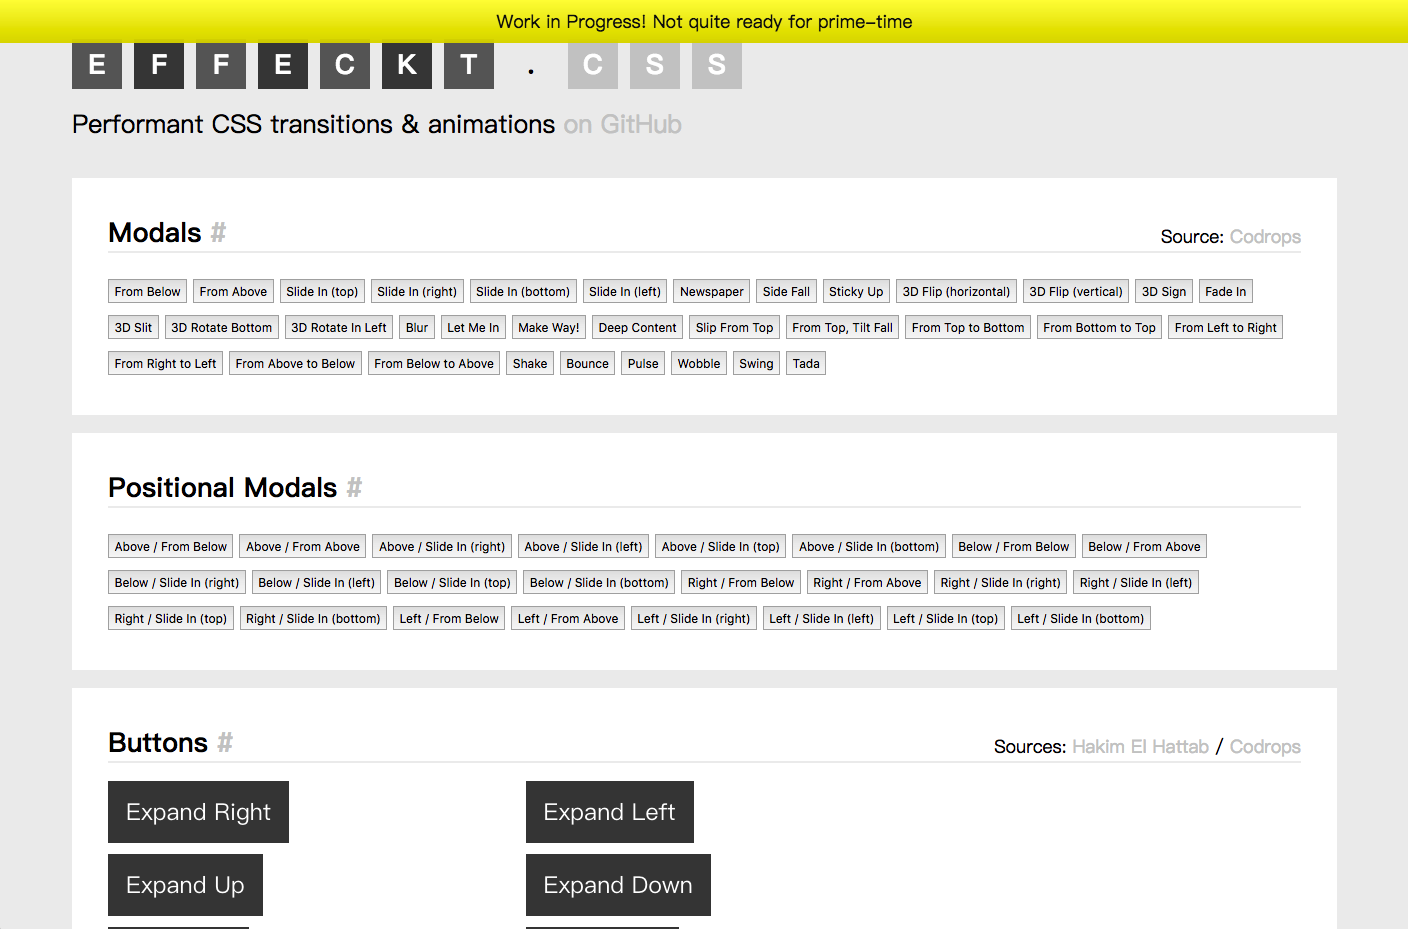 Work in Progress! Not quite ready for prime-time
E F F E C K T . C S S
Performant CSS transitions & animations on GitHub
Modals #
Source: Codrops
From Below From Above Slide In (top) Slide In (right) Slide In (bottom) Slide In (left) Newspaper Side Fall Sticky Up 3D Flip (horizontal) 3D Flip (vertical) 3D Sign Fade In
3D Slit 3D Rotate Bottom 3D Rotate In Left Blur Let Me In Make Way! Deep Content Slip From Top From Top, Tilt Fall From Top to Bottom From Bottom to Top From Left to Right
From Right to Left From Above to Below From Below to Above Shake Bounce Pulse Wobble Swing Tada
Positional Modals #
Above / From Below Above / From Above Above / Slide In (right) Above / Slide In (left) Above / Slide In (top) Above / Slide In (bottom) Below / From Below Below / From Above
Below / Slide In (right) Below / Slide In (left) Below / Slide In (top) Below / Slide In (bottom) Right / From Below Right / From Above Right / Slide In (right) Right / Slide In (left)
Right / Slide In (top) Right / Slide In (bottom) Left / From Below Left / From Above Left / Slide In (right) Left / Slide In (left) Left / Slide In (top) Left / Slide In (bottom)
Buttons #
Sources: Hakim El Hattab / Codrops
Expand Right Expand Left
Expand Up Expand Down